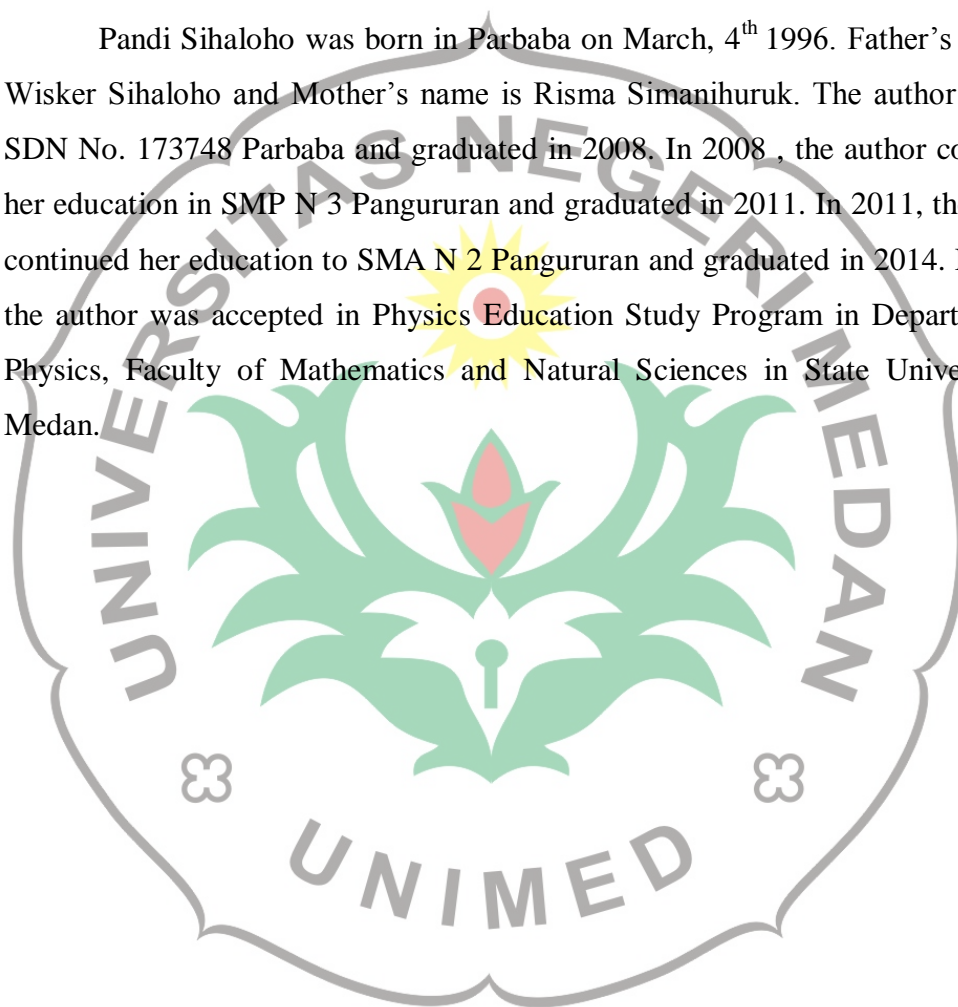 Pandi Sihaloho was born in Parbaba on March, 4th 1996. Father's
Wisker Sihaloho and Mother's name is Risma Simanihuruk. The author
SDN No. 173748 Parbaba and graduated in 2008. In 2008 , the author
her education in SMP N 3 Pangururan and graduated in 2011. In 2011,
continued her education to SMA N 2 Pangururan and graduated in 2014.
the author was accepted in Physics Education Study Program in
Physics, Faculty of Mathematics and Natural Sciences in State
Medan.
UNIVERSITAS NEGERI MEDAN
UNIMED